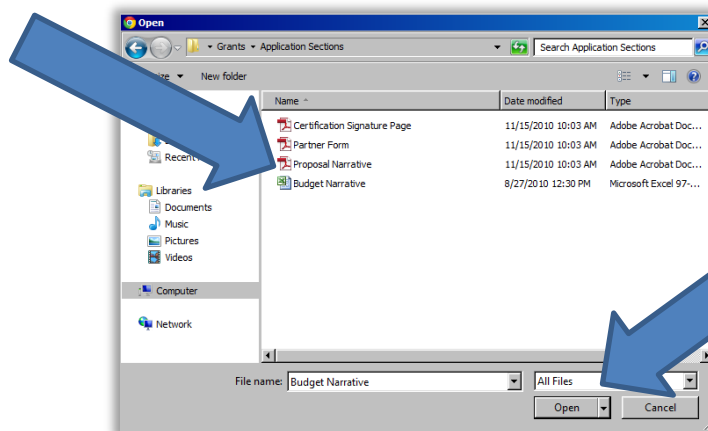 Open
Grants Application Sections
Search Application Sections
New folder
Name Date modified Type
Certification Signature Page 11/15/2010 10:03 AM Adobe Acrobat Doc...
Partner Form 11/15/2010 10:03 AM Adobe Acrobat Doc...
Recent
Proposal Narrative 11/15/2010 10:03 AM Adobe Acrobat Doc...
Budget Narrative 8/27/2010 12:30 PM Microsoft Excel 97-...
Libraries
Documents
Music
Pictures
Videos
Computer
Network
File name: Budget Narrative All Files
Open Cancel